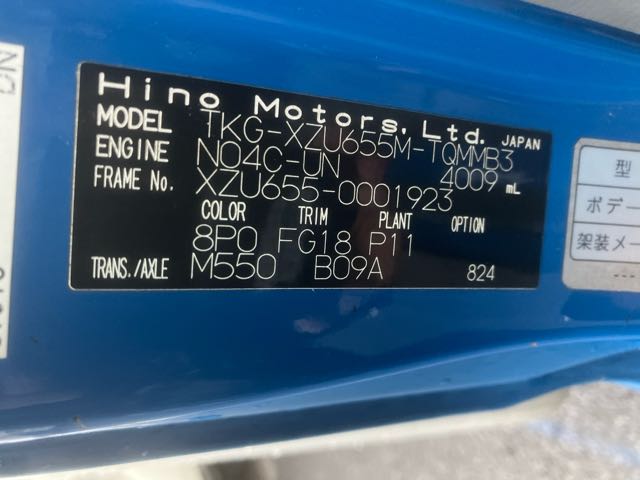 Hino Motors, Ltd. JAPAN
MODEL TKG-XZU655M-TQMMB3
ENGINE N04C-UN 4009 mL
FRAME NO. XZU655-0001923
COLOR TRIM PLANT OPTION
8P0 FG18 P11
TRANS./AXLE M550 B09A 824
型
ボデー
架装メー